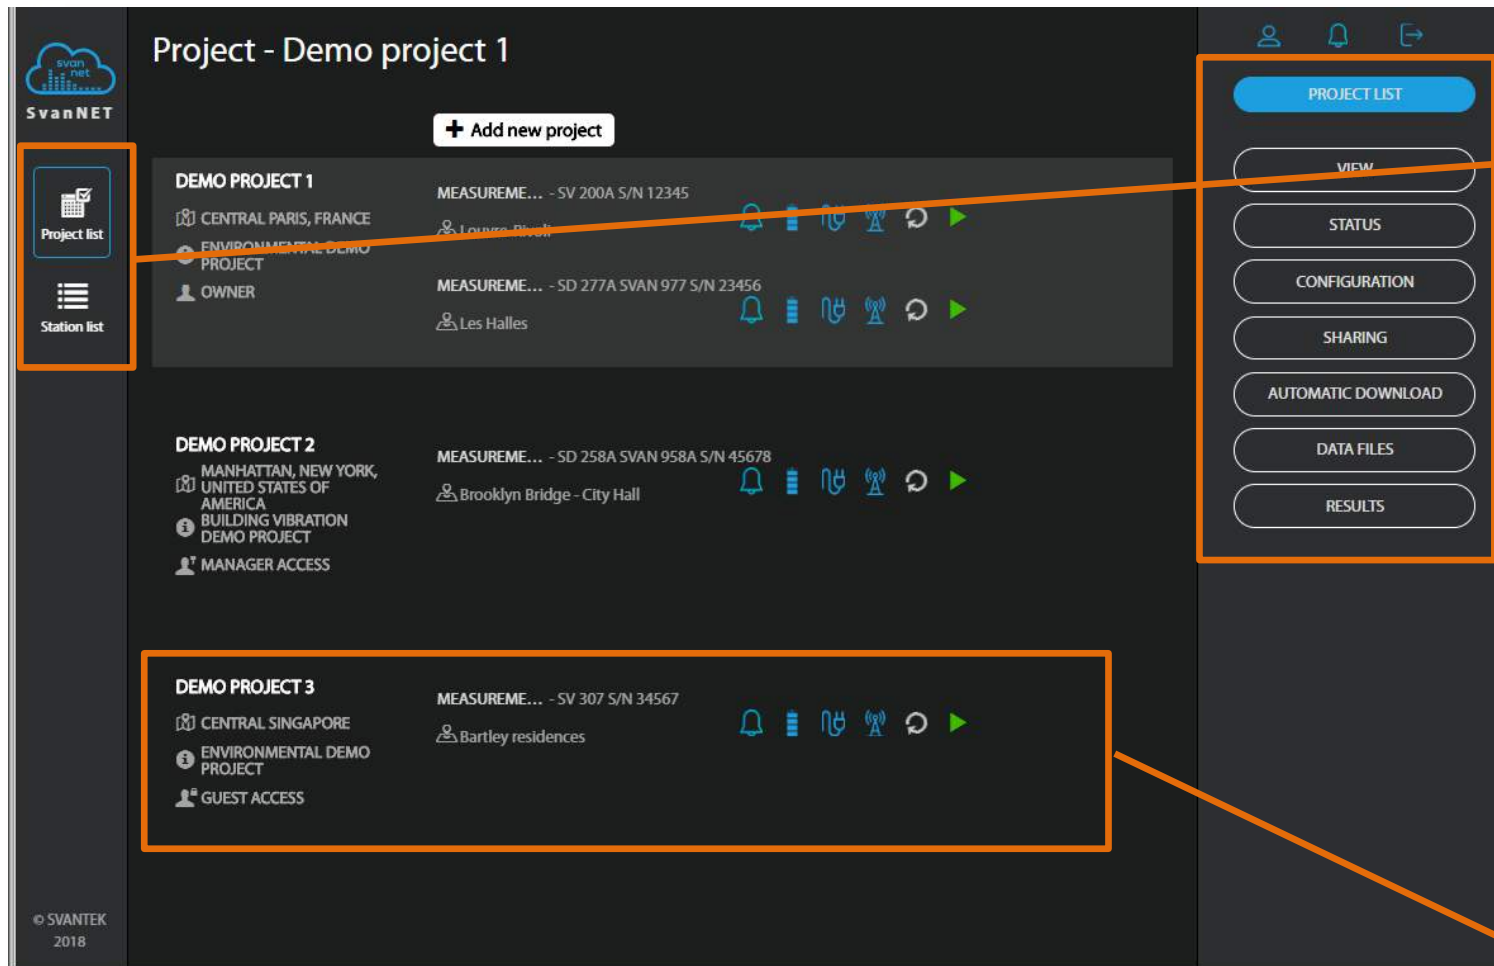 svan
net
SvanNET
Project list
Station list
© SVANTEK
2018
Project - Demo project 1
Add new project
DEMO PROJECT 1
CENTRAL PARIS, FRANCE
ENVIRONMENTAL DEMO
PROJECT
OWNER
MEASUREME... - SV 200A S/N 12345
Louvre-Rivoli
MEASUREME... - SD 277A SVAN 977 S/N 23456
Les Halles
DEMO PROJECT 2
MANHATTAN, NEW YORK,
UNITED STATES OF
AMERICA
BUILDING VIBRATION
DEMO PROJECT
MANAGER ACCESS
MEASUREME... - SD 258A SVAN 958A S/N 45678
Brooklyn Bridge - City Hall
DEMO PROJECT 3
CENTRAL SINGAPORE
ENVIRONMENTAL DEMO
PROJECT
GUEST ACCESS
MEASUREME... - SV 307 S/N 34567
Bartley residences
PROJECT LIST
VIEW
STATUS
CONFIGURATION
SHARING
AUTOMATIC DOWNLOAD
DATA FILES
RESULTS